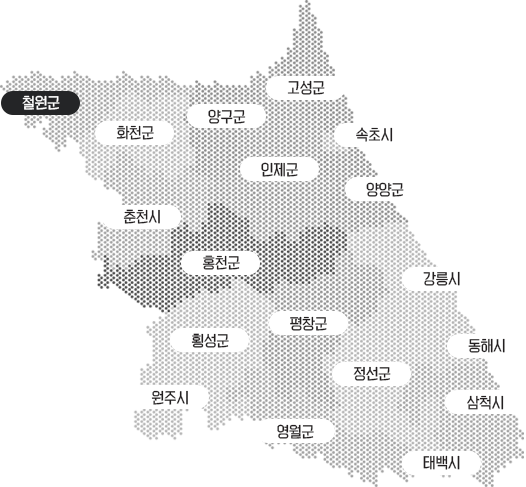 고성군
철원군
양구군
화천군
속초시
인제군
양양군
춘천시
홍천군
강릉시
평창군
횡성군
동해시
정선군
원주시
삼척시
영월군
태백시